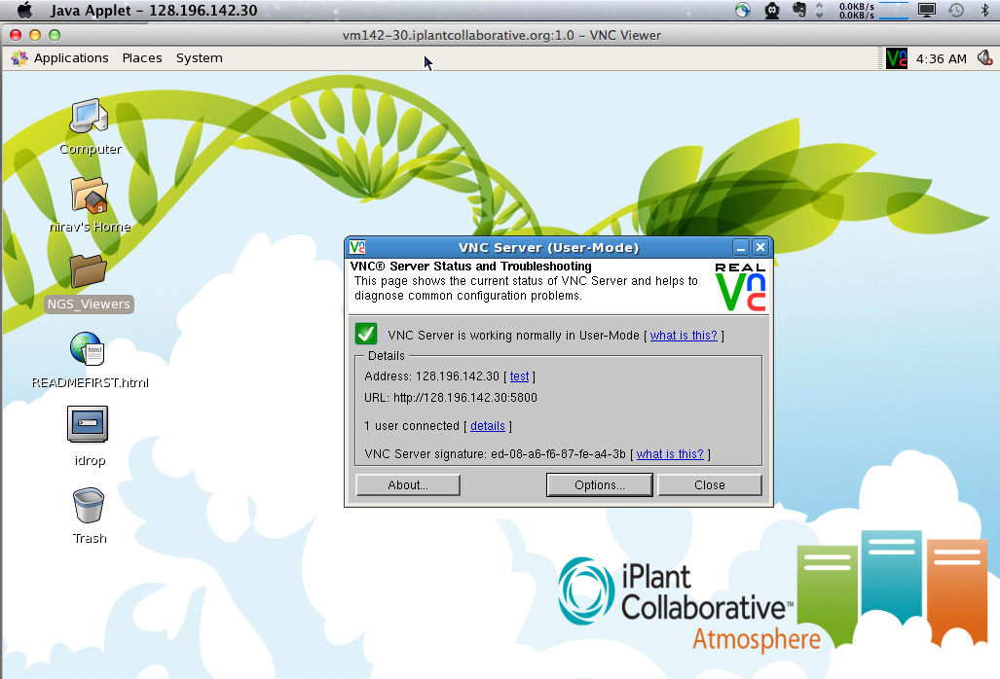 Java Applet - 128.196.142.30
0.0KB/s
0.0KB/s
vm142-30.iplantcollaborative.org:1.0 - VNC Viewer
Applications Places System
VNC 4:36 AM
Computer
nirav's Home
NGS_Viewers
html
READMEFIRST.html
idrop
Trash
VNC VNC Server (User-Mode)
VNC® Server Status and Troubleshooting
This page shows the current status of VNC Server and helps to
diagnose common configuration problems.
REAL
VNC
VNC Server is working normally in User-Mode [ what is this? ]
Details
Address: 128.196.142.30 [ test ]
URL: http://128.196.142.30:5800
1 user connected [ details ]
VNC Server signature: ed-08-a6-f6-87-fe-a4-3b [ what is this? ]
About... Options... Close
iPlant
Collaborative™
Atmosphere